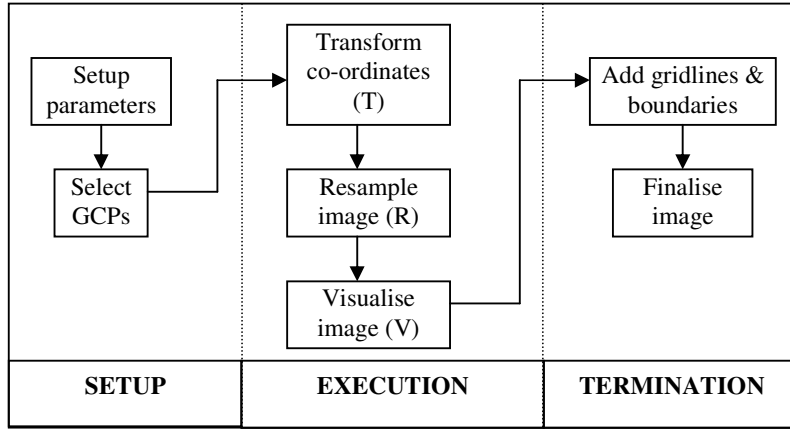 Setup
parameters
Select
GCPs
Transform
co-ordinates
(T)
Resample
image (R)
Visualise
image (V)
Add gridlines &
boundaries
Finalise
image
SETUP
EXECUTION
TERMINATION